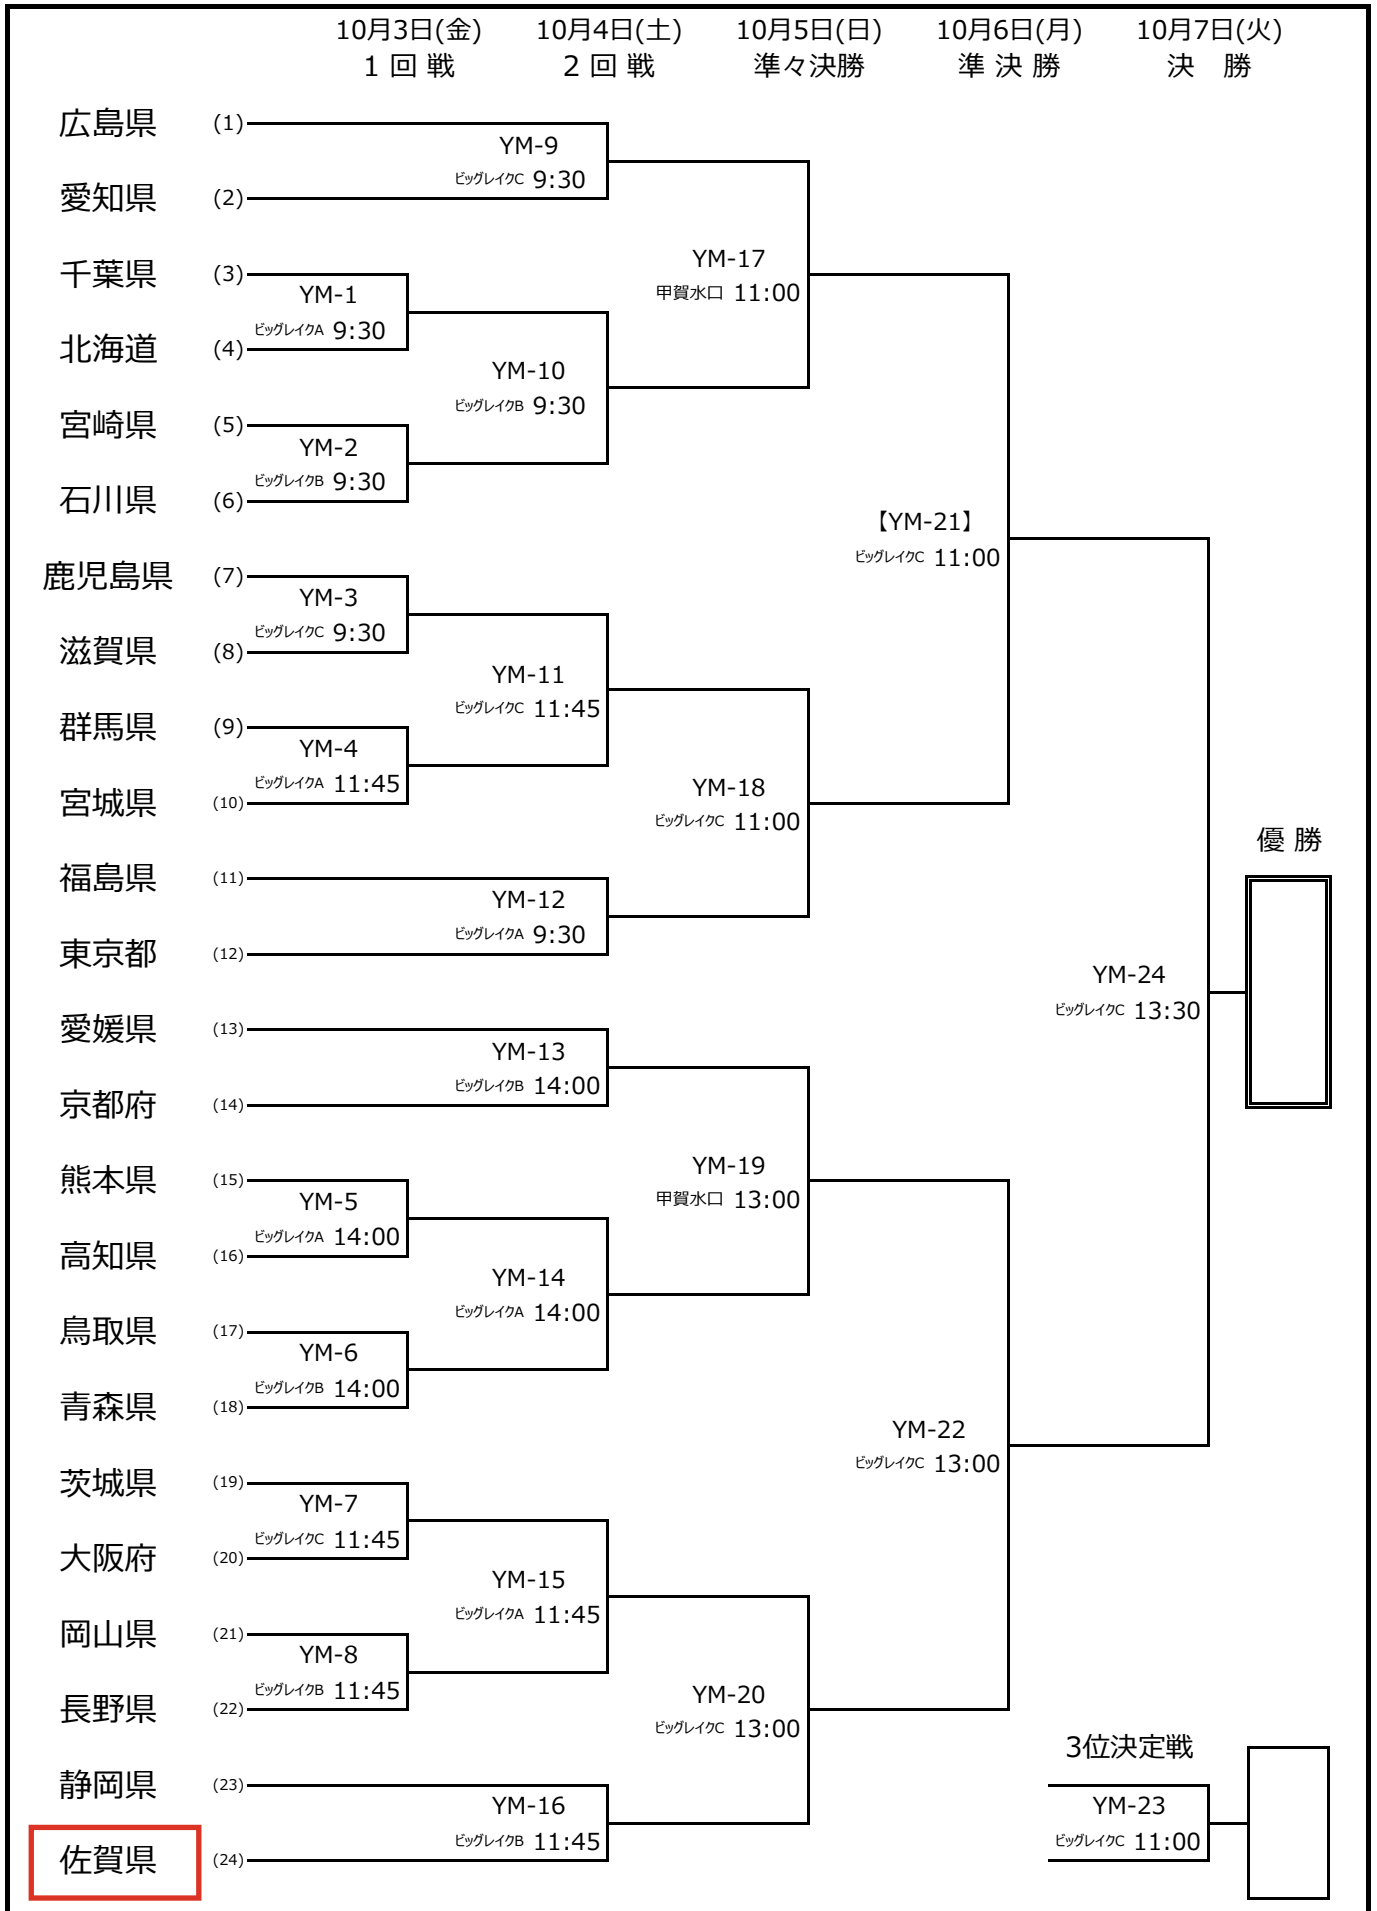 10月3日(金) 10月4日(土) 10月5日(日) 10月6日(月) 10月7日(火)
1 回 戦 2 回 戦 準々決勝 準 決 勝 決 勝
広島県 (1)
YM-9
ビッグレイクC 9:30
愛知県 (2)
YM-17
甲賀水口 11:00
千葉県 (3)
YM-1
ビッグレイクA 9:30
北海道 (4)
YM-10
ビッグレイクB 9:30
宮崎県 (5)
YM-2
ビッグレイクB 9:30
石川県 (6)
【YM-21】
ビッグレイクC 11:00
鹿児島県 (7)
YM-3
ビッグレイクC 9:30
滋賀県 (8)
YM-11
ビッグレイクC 11:45
群馬県 (9)
YM-4
ビッグレイクA 11:45
宮城県 (10)
YM-18
ビッグレイクC 11:00
優 勝
福島県 (11)
YM-12
ビッグレイクA 9:30
東京都 (12)
YM-24
ビッグレイクC 13:30
愛媛県 (13)
YM-13
ビッグレイクB 14:00
京都府 (14)
YM-19
甲賀水口 13:00
熊本県 (15)
YM-5
ビッグレイクA 14:00
高知県 (16)
YM-14
ビッグレイクA 14:00
鳥取県 (17)
YM-6
ビッグレイクB 14:00
青森県 (18)
YM-22
ビッグレイクC 13:00
茨城県 (19)
YM-7
ビッグレイクC 11:45
大阪府 (20)
YM-15
ビッグレイクA 11:45
岡山県 (21)
YM-8
ビッグレイクB 11:45
長野県 (22)
YM-20
ビッグレイクC 13:00
3位決定戦
静岡県 (23)
YM-16
ビッグレイクB 11:45
YM-23
ビッグレイクC 11:00
佐賀県 (24)